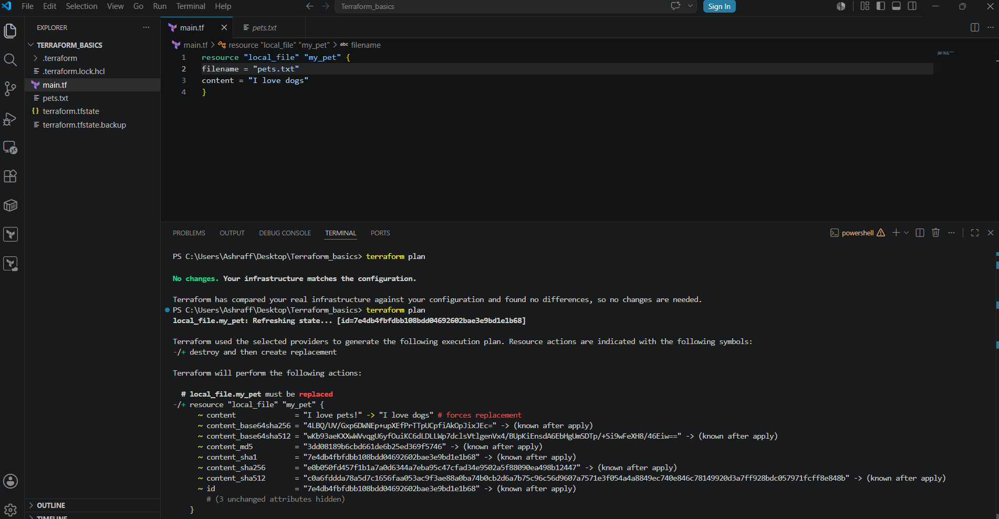 File Edit Selection View Go Run Terminal Help
Terraform_basics
Sign In
EXPLORER
TERRAFORM_BASICS
.terraform
.terraform.lock.hcl
main.tf
pets.txt
terraform.tfstate
terraform.tfstate.backup
OUTLINE
TIMELINE
main.tf
pets.txt
main.tf > resource "local_file" "my_pet" > abc filename
1 resource "local_file" "my_pet" {
2 filename = "pets.txt"
3 content = "I love dogs"
4 }
PROBLEMS OUTPUT DEBUG CONSOLE TERMINAL PORTS
powershell
PS C:\Users\Ashraff\Desktop\Terraform_basics> terraform plan
No changes. Your infrastructure matches the configuration.
Terraform has compared your real infrastructure against your configuration and found no differences, so no changes are needed.
PS C:\Users\Ashraff\Desktop\Terraform_basics> terraform plan
local_file.my_pet: Refreshing state... [id=7e4db4fbfdbb108bdd04692602bae3e9bd1e1b68]
Terraform used the selected providers to generate the following execution plan. Resource actions are indicated with the following symbols:
-/+ destroy and then create replacement
Terraform will perform the following actions:
# local_file.my_pet must be replaced
-/+ resource "local_file" "my_pet" {
~ content = "I love pets!" -> "I love dogs" # forces replacement
~ content_base64sha256 = "4LBQ/UV/Gxp6DWNEp+upXEfPrTTpUCpfiAkOpJixJEc=" -> (known after apply)
~ content_base64sha512 = "wKb93aeKXXwWVvqgU6yfOuiKC6dLDLLWp7dclsVtlgenVx4/BUpKiEnsdA6EbHgUmSDTp/+Si9wFeXH8/46Eiw==" -> (known after apply)
~ content_md5 = "3dd08189b6cbd661de6b25ed369f5746" -> (known after apply)
~ content_sha1 = "7e4db4fbfdbb108bdd04692602bae3e9bd1e1b68" -> (known after apply)
~ content_sha256 = "e0b050fd457f1b1a7a0d6344a7eba95c47cfad34e9502a5f88090ea498b12447" -> (known after apply)
~ content_sha512 = "c0a6fddda78a5d7c1656faa053ac9f3ae88a0ba74b0cb2d6a7b75c96c56d9607a7571e3f054a4a8849ec740e846c78149920d3a7ff928bdc057971fcff8e848b" -> (known after apply)
~ id = "7e4db4fbfdbb108bdd04692602bae3e9bd1e1b68" -> (known after apply)
# (3 unchanged attributes hidden)
}